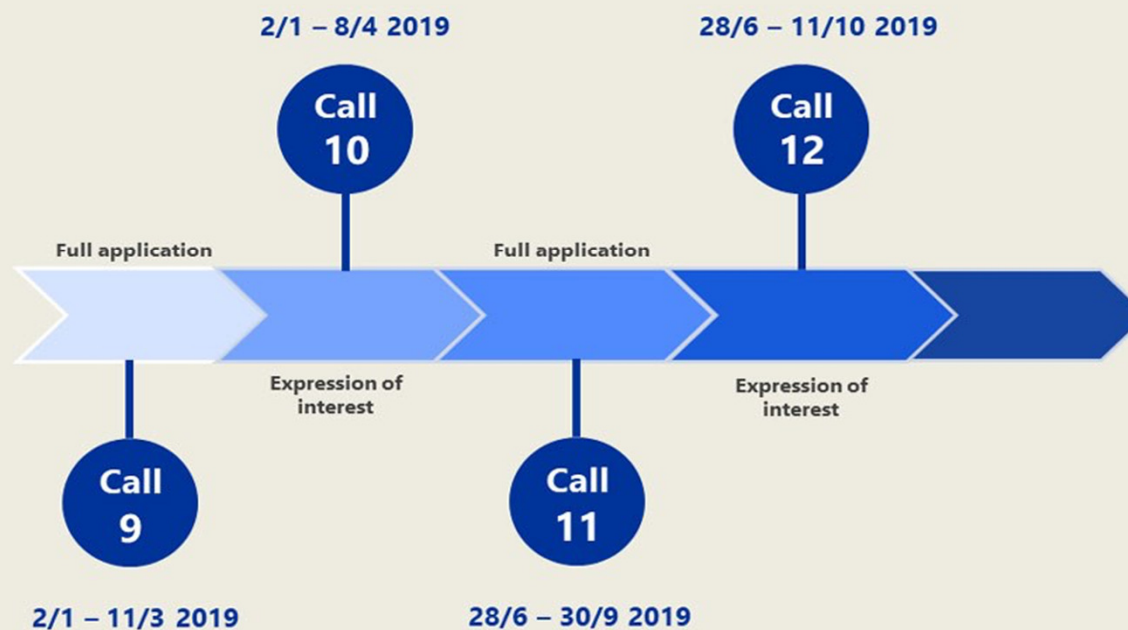 2/1 – 8/4 2019
28/6 – 11/10 2019
Call
10
Call
12
Full application
Full application
Expression of
interest
Expression of
interest
Call
9
Call
11
2/1 – 11/3 2019
28/6 – 30/9 2019